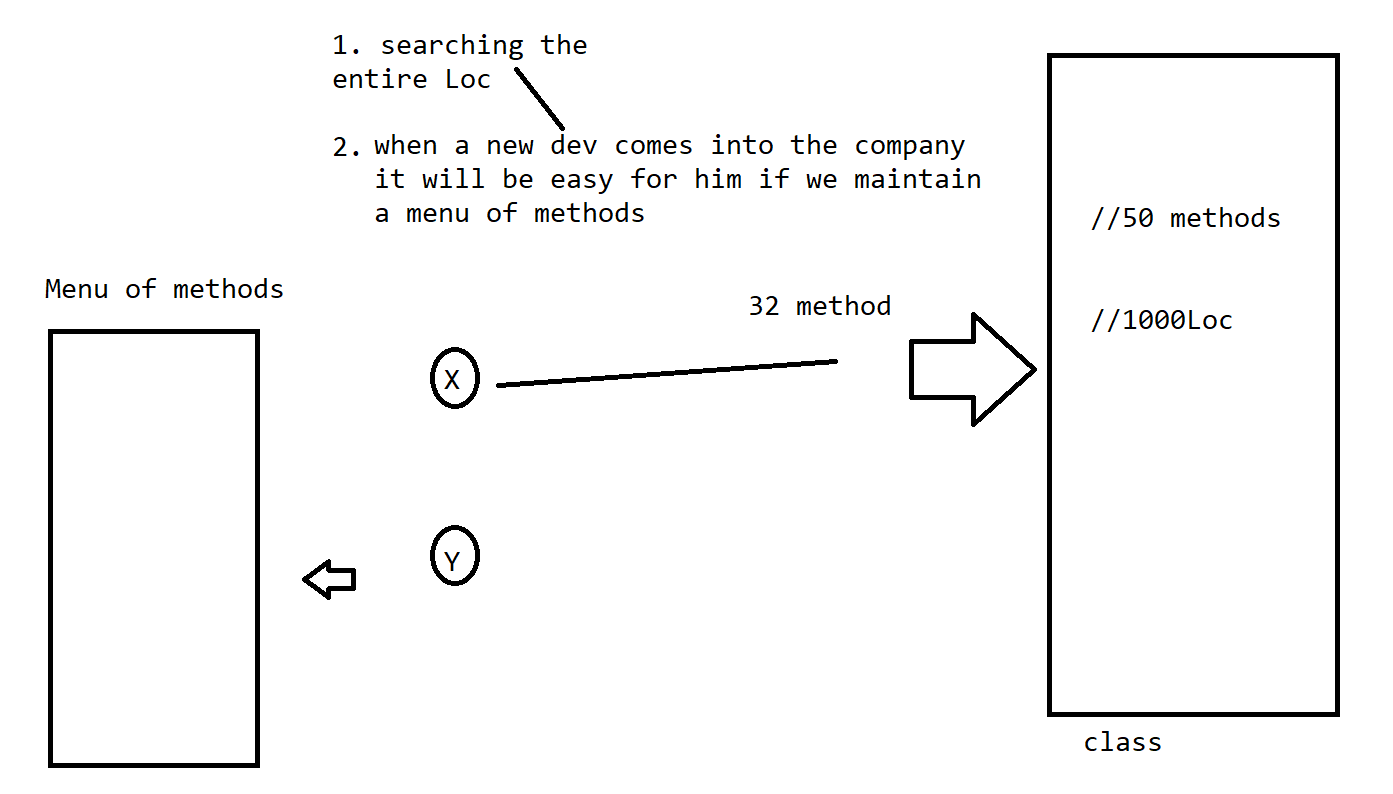 1. searching the
entire Loc
2. when a new dev comes into the company
it will be easy for him if we maintain
a menu of methods
//50 methods
Menu of methods
32 method
//1000Loc
X
Y
class